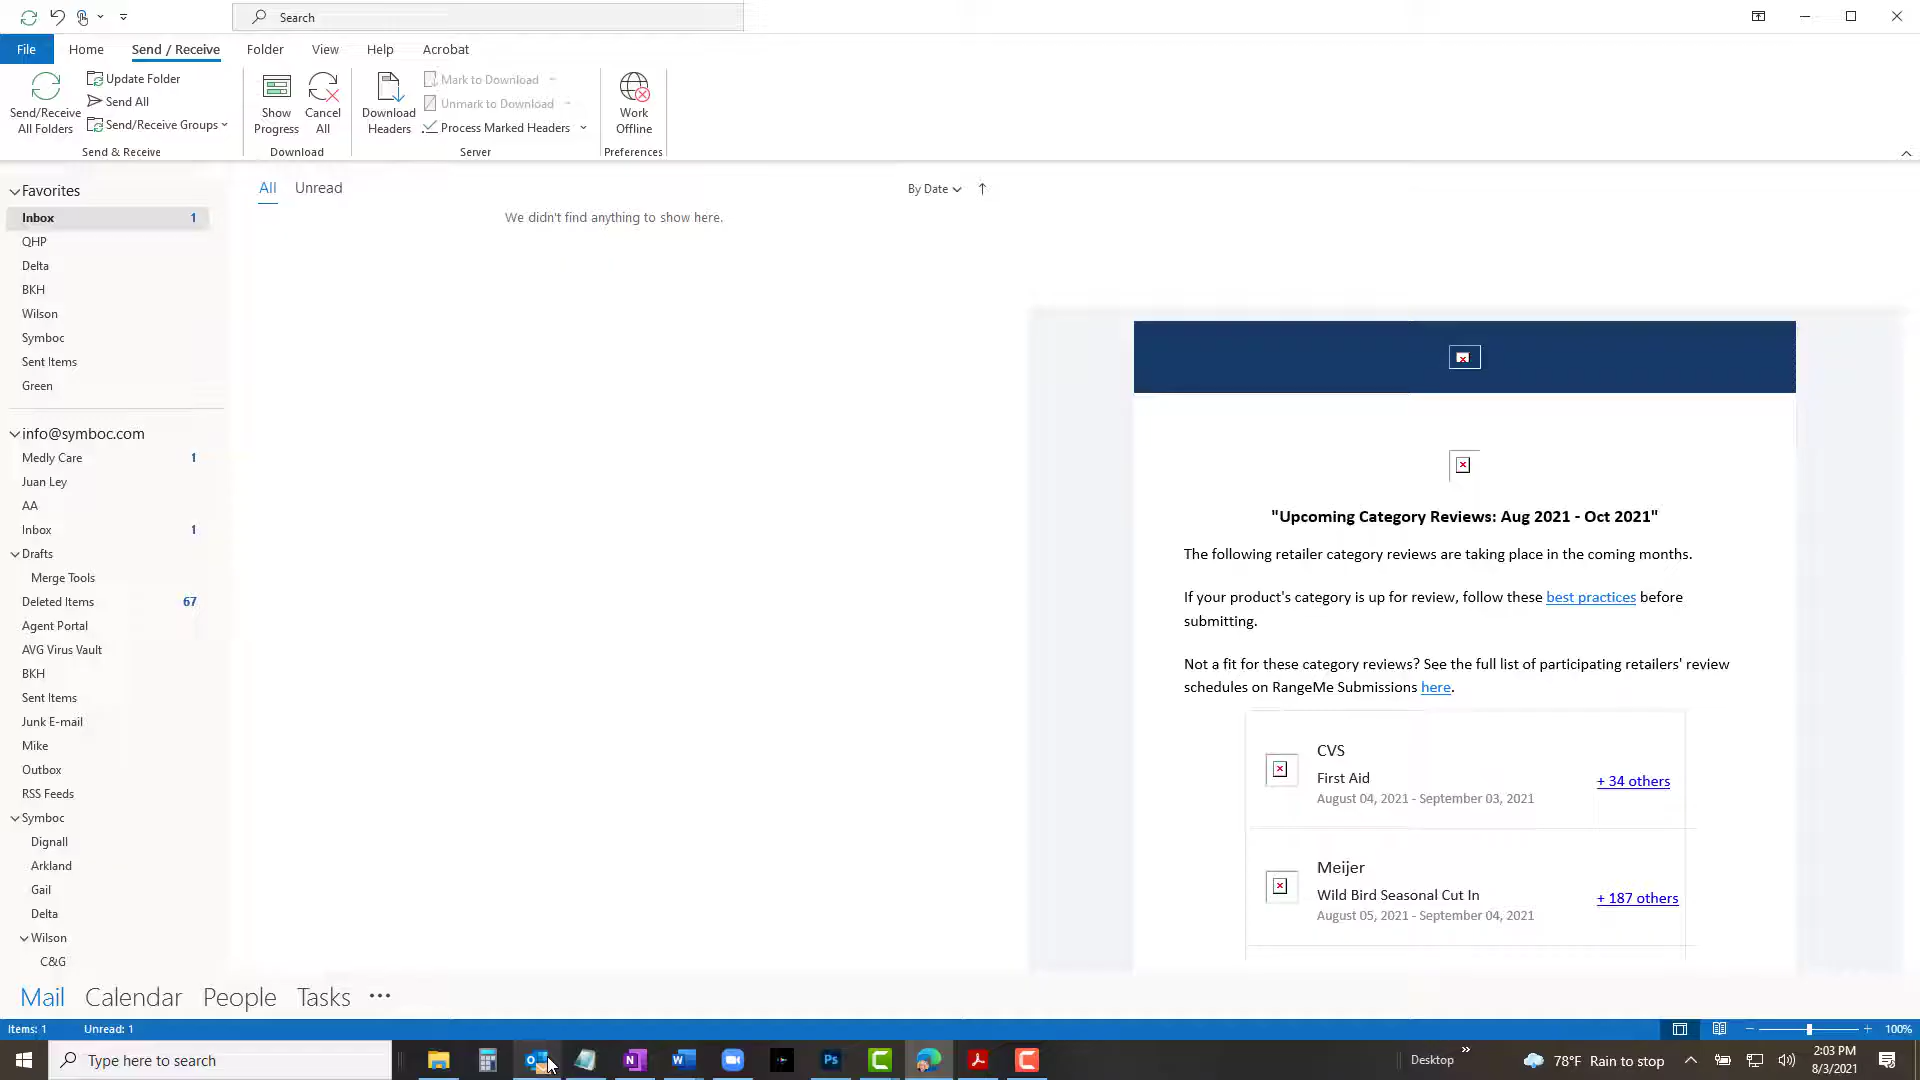 Search
File
Home
Send / Receive
Folder
View
Help
Acrobat
Send/Receive
All Folders
Update Folder
Send All
Send/Receive Groups
Send & Receive
Show
Progress
Cancel
All
Download
Download
Headers
Mark to Download
Unmark to Download
Process Marked Headers
Server
Work
Offline
Preferences
Favorites
Inbox 1
QHP
Delta
BKH
Wilson
Symboc
Sent Items
Green
info@symboc.com
Medly Care 1
Juan Ley
AA
Inbox 1
Drafts
Merge Tools
Deleted Items 67
Agent Portal
AVG Virus Vault
BKH
Sent Items
Junk E-mail
Mike
Outbox
RSS Feeds
Symboc
Dignall
Arkland
Gail
Delta
Wilson
C&G
All Unread
By Date
We didn't find anything to show here.
"Upcoming Category Reviews: Aug 2021 - Oct 2021"
The following retailer category reviews are taking place in the coming months.
If your product's category is up for review, follow these best practices before
submitting.
Not a fit for these category reviews? See the full list of participating retailers' review
schedules on RangeMe Submissions here.
CVS
First Aid
August 04, 2021 - September 03, 2021
+ 34 others
Meijer
Wild Bird Seasonal Cut In
August 05, 2021 - September 04, 2021
+ 187 others
Mail Calendar People Tasks ...
Items: 1 Unread: 1
100%
Type here to search
Ps
Desktop
78°F Rain to stop
2:03 PM
8/3/2021